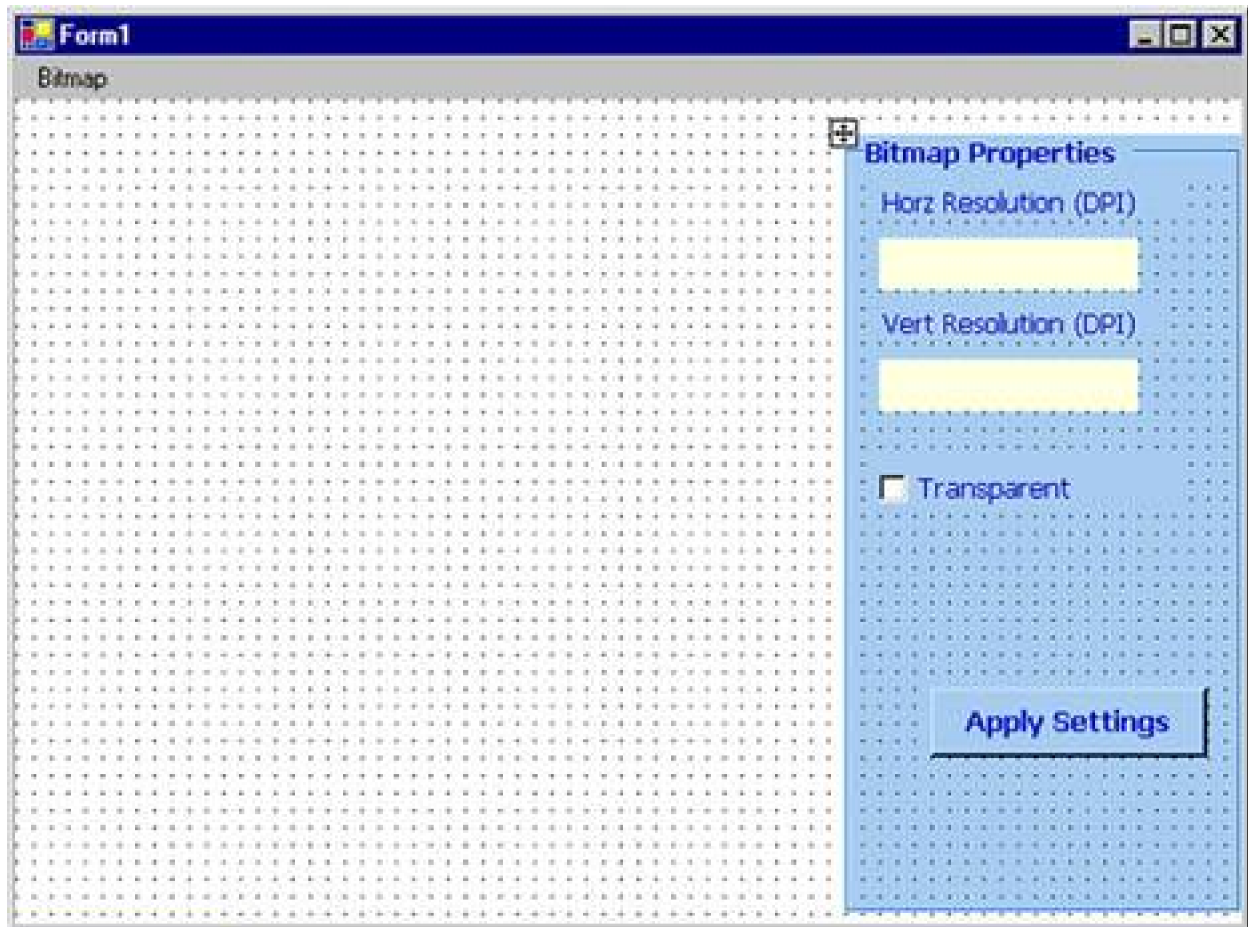 Form1
Bitmap
Bitmap Properties
Horz Resolution (DPI)
Vert Resolution (DPI)
Transparent
Apply Settings